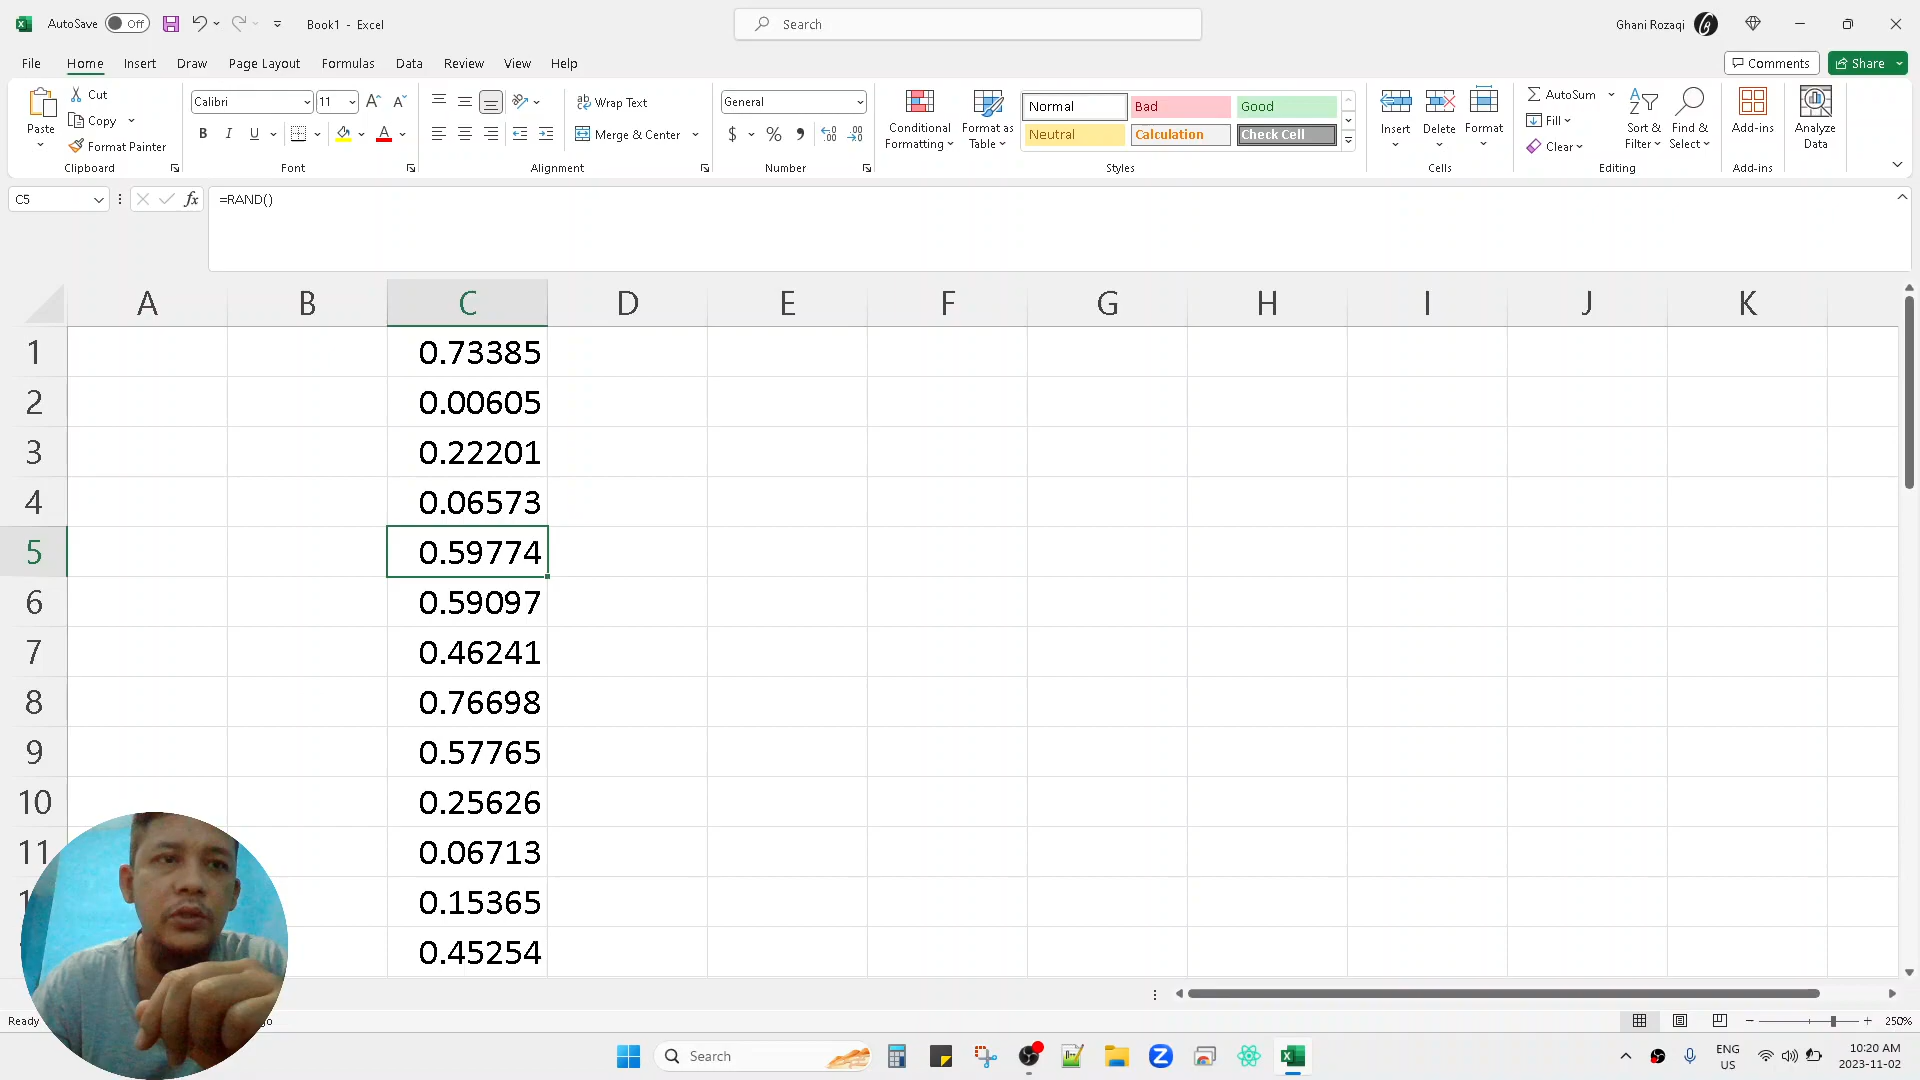 AutoSave Off Book1 - Excel Search Ghani Rozaqi
File Home Insert Draw Page Layout Formulas Data Review View Help Comments Share
Paste Cut Copy Format Painter Clipboard
Calibri 11 B I U Font
Wrap Text Merge & Center Alignment
General $ % Number
Conditional Formatting Format as Table
Normal Bad Good
Neutral Calculation Check Cell
Styles
Insert Delete Format Cells
AutoSum Fill Clear Sort & Filter Find & Select Editing
Add-ins Add-ins
Analyze Data
C5 fx =RAND()
A B C D E F G H I J K
1 0.73385
2 0.00605
3 0.22201
4 0.06573
5 0.59774
6 0.59097
7 0.46241
8 0.76698
9 0.57765
10 0.25626
11 0.06713
0.15365
0.45254
Ready 250%
Search ENG US 10:20 AM
2023-11-02